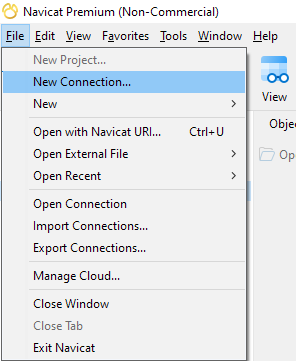 Navicat Premium (Non-Commercial)
File Edit View Favorites Tools Window Help
New Project...
New Connection...
New
View
Open with Navicat URI... Ctrl+U
Objec
Open External File
Op
Open Recent
Open Connection
Import Connections...
Export Connections...
Manage Cloud...
Close Window
Close Tab
Exit Navicat